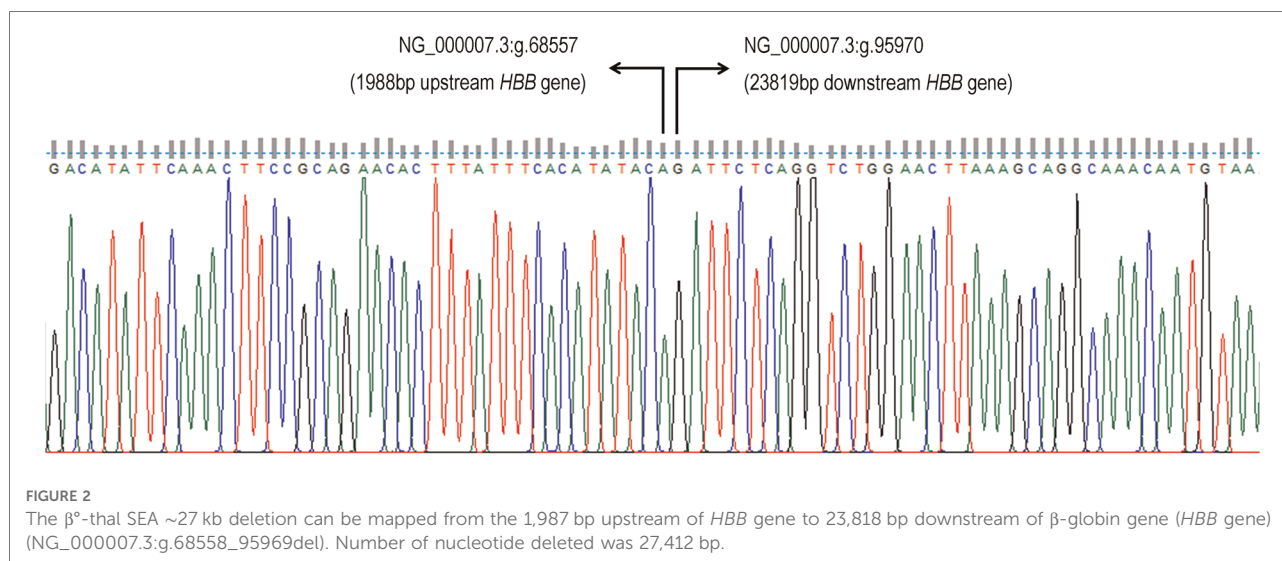 NG_000007.3:g.68557
(1988bp upstream HBB gene)
NG_000007.3:g.95970
(23819bp downstream HBB gene)
GACATATTCAAACTTCCGCAGAACACTTTATTTCACATATACAGATTCTCAGGTCTGGAACTTAAAGCAGGCAAACAATGTAA
FIGURE 2
The β°-thal SEA ~27 kb deletion can be mapped from the 1,987 bp upstream of HBB gene to 23,818 bp downstream of β-globin gene (HBB gene)
(NG_000007.3:g.68558_95969del). Number of nucleotide deleted was 27,412 bp.